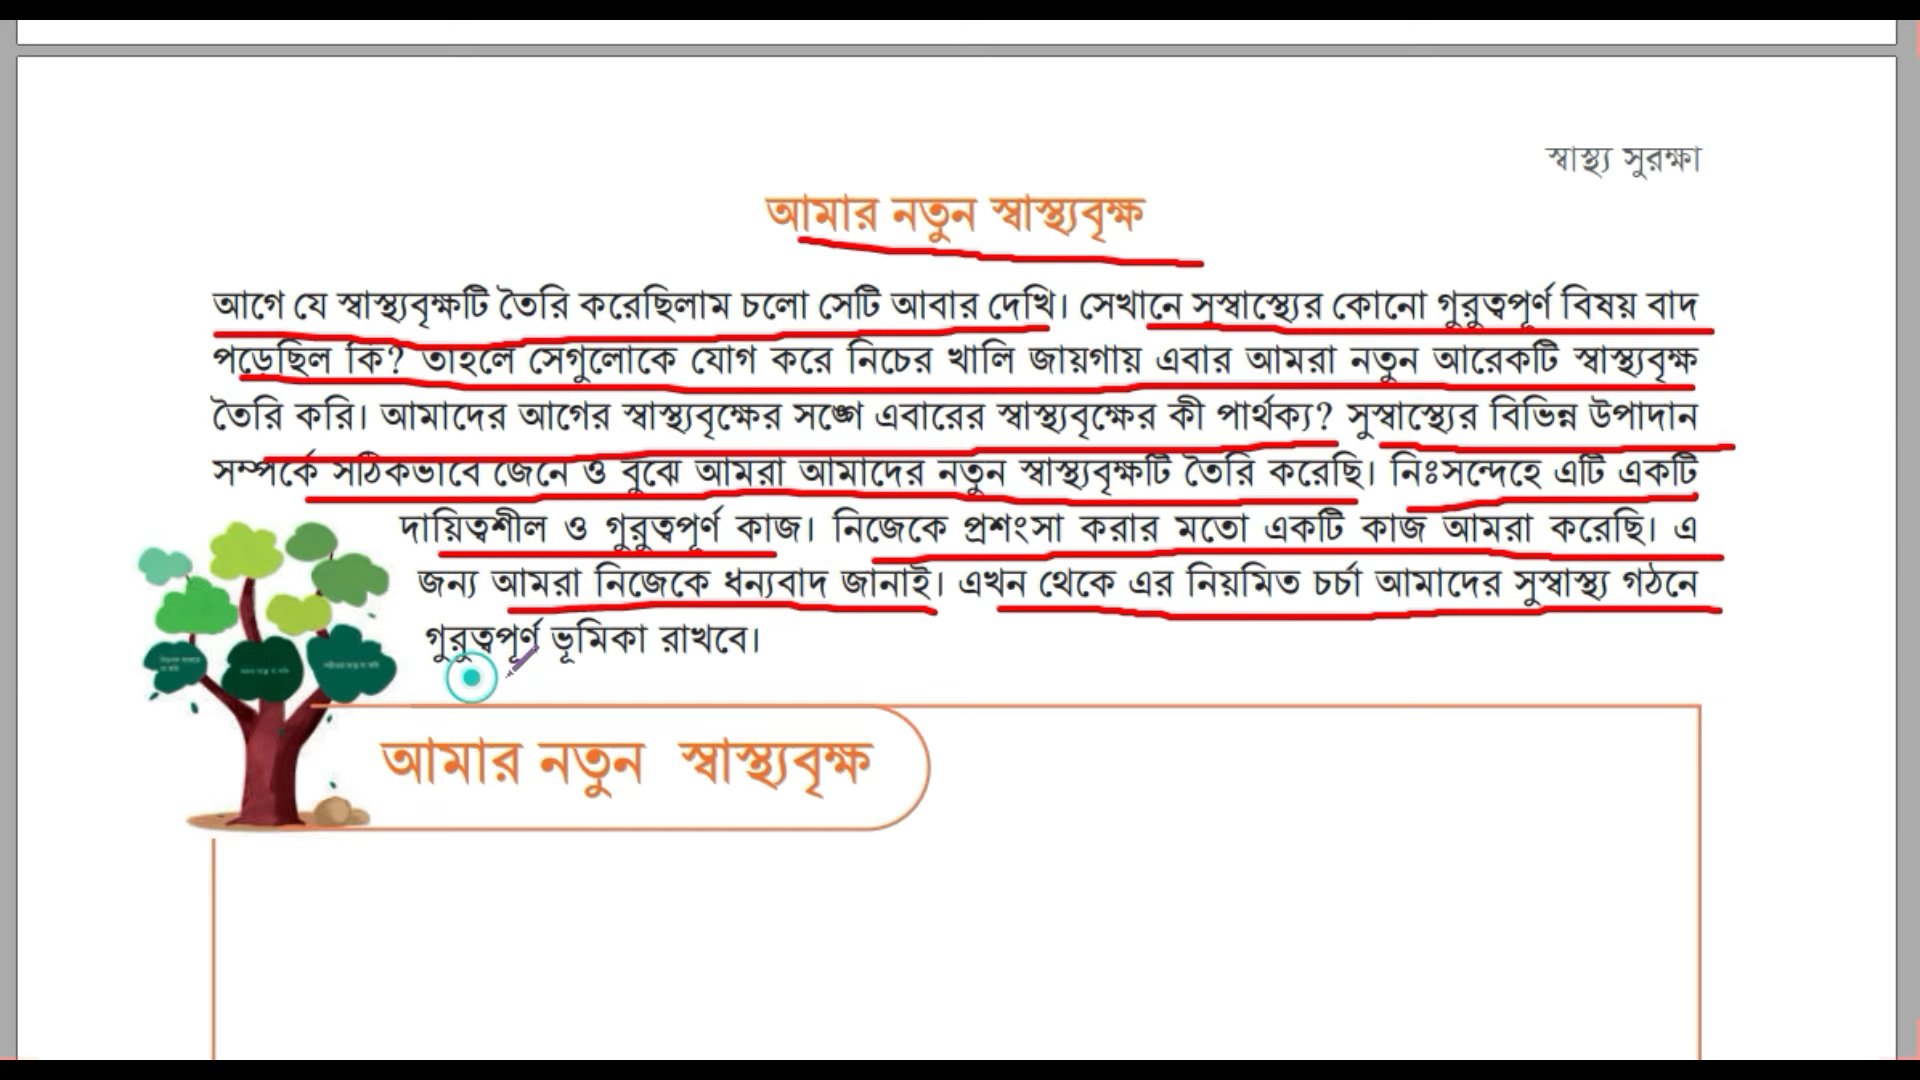 স্বাস্থ্য সুরক্ষা
আমার নতুন স্বাস্থ্যবৃক্ষ
আগে যে স্বাস্থ্যবৃক্ষটি তৈরি করেছিলাম চলো সেটি আবার দেখি। সেখানে সুস্বাস্থ্যের কোনো গুরুত্বপূর্ণ বিষয় বাদ
পড়েছিল কি? তাহলে সেগুলোকে যোগ করে নিচের খালি জায়গায় এবার আমরা নতুন আরেকটি স্বাস্থ্যবৃক্ষ
তৈরি করি। আমাদের আগের স্বাস্থ্যবৃক্ষের সঙ্গে এবারের স্বাস্থ্যবৃক্ষের কী পার্থক্য? সুস্বাস্থ্যের বিভিন্ন উপাদান
সম্পর্কে সঠিকভাবে জেনে ও বুঝে আমরা আমাদের নতুন স্বাস্থ্যবৃক্ষটি তৈরি করেছি। নিঃসন্দেহে এটি একটি
দায়িত্বশীল ও গুরুত্বপূর্ণ কাজ। নিজেকে প্রশংসা করার মতো একটি কাজ আমরা করেছি। এ
জন্য আমরা নিজেকে ধন্যবাদ জানাই। এখন থেকে এর নিয়মিত চর্চা আমাদের সুস্বাস্থ্য গঠনে
গুরুত্বপূর্ণ ভূমিকা রাখবে।
আমার নতুন স্বাস্থ্যবৃক্ষ